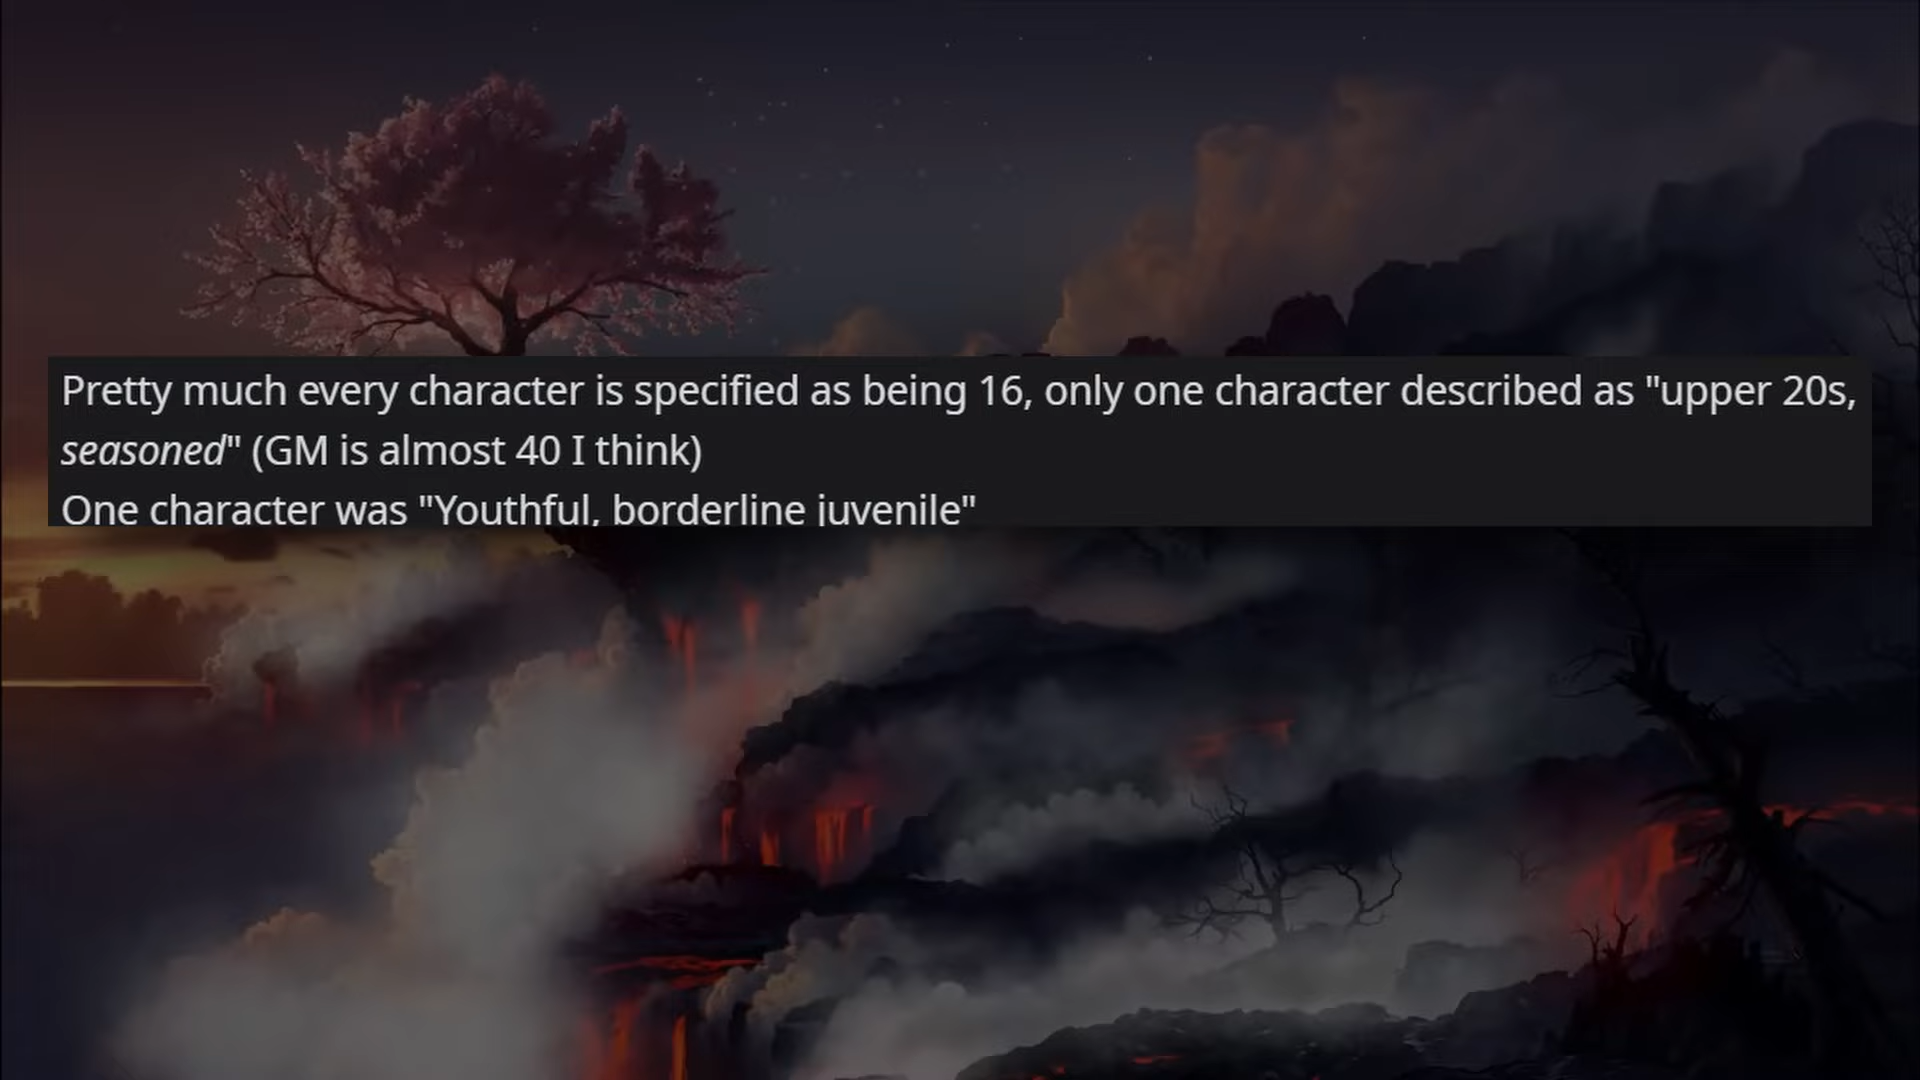 Pretty much every character is specified as being 16, only one character described as "upper 20s,
seasoned" (GM is almost 40 I think)
One character was "Youthful, borderline juvenile"